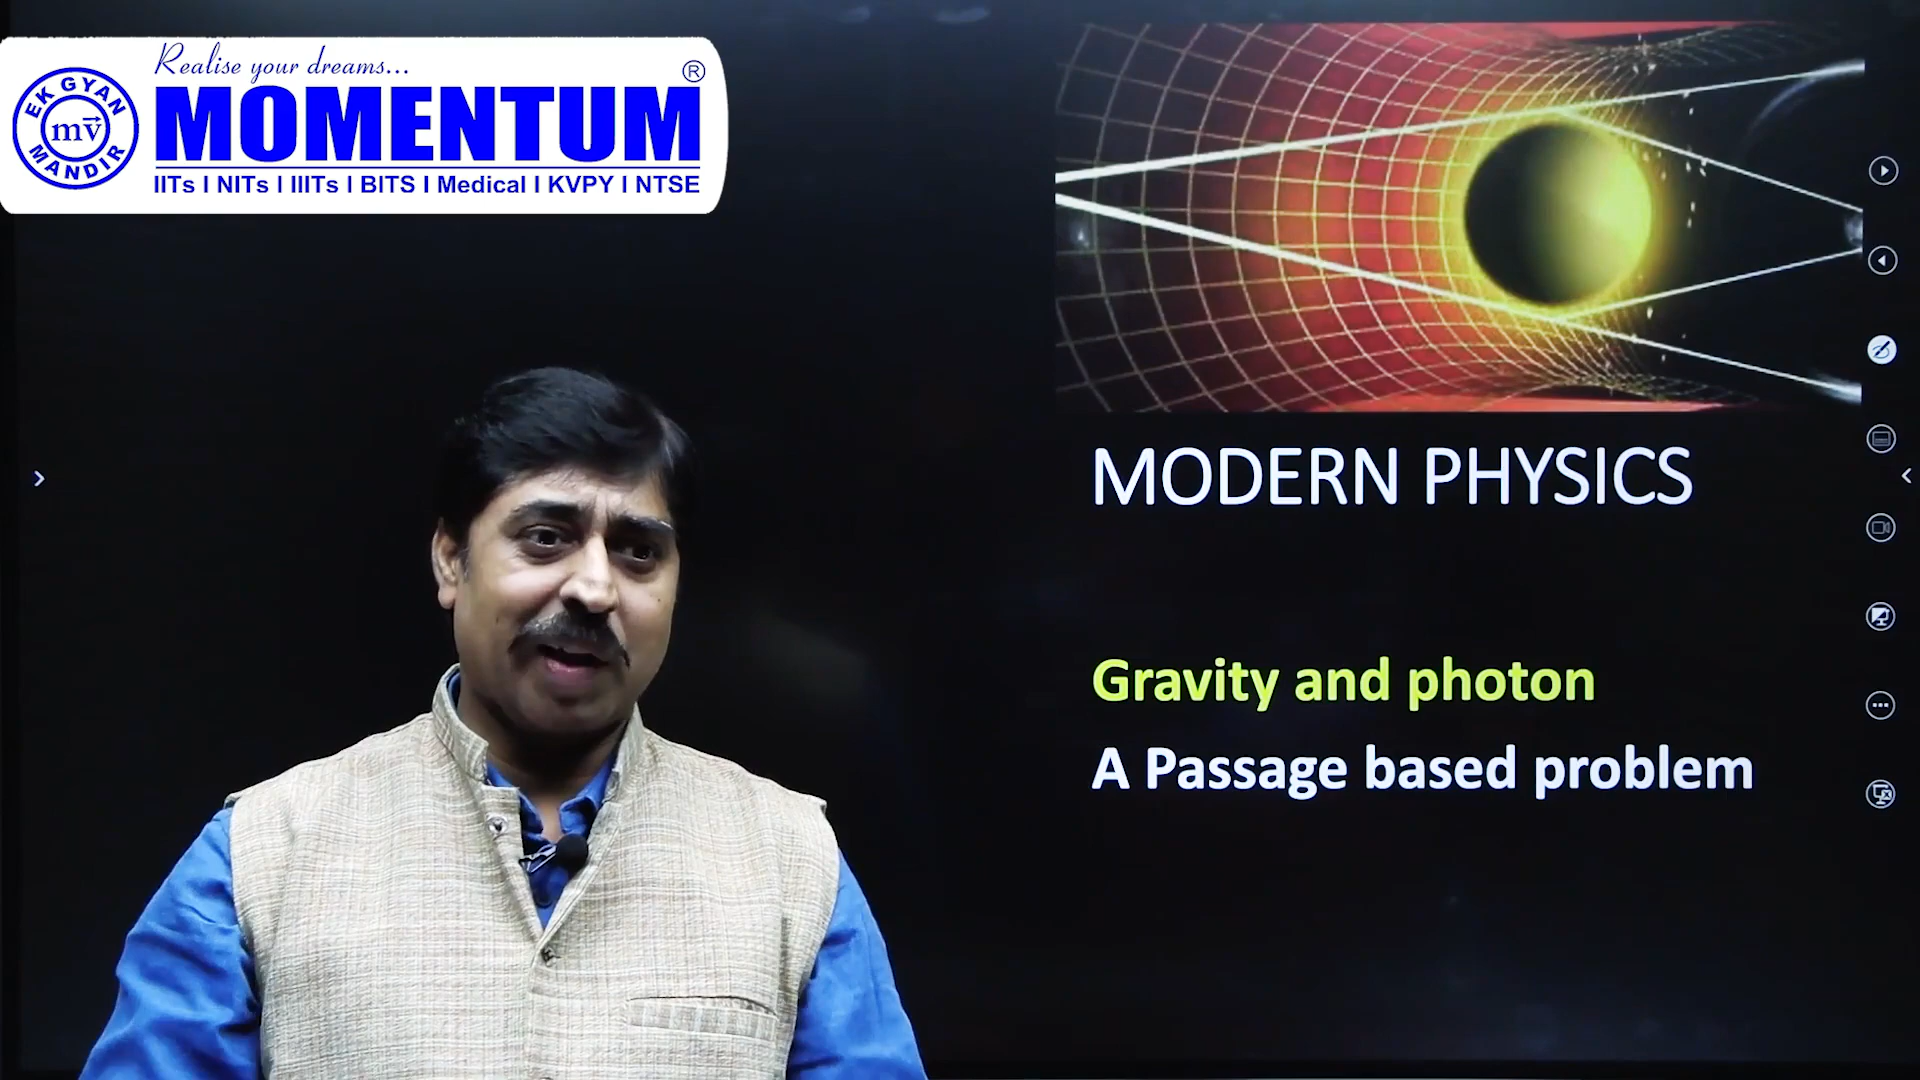 Realise your dreams...
®
EK GYAN
mv⃗
MANDIR
MOMENTUM
IITs I NITs I IIITs I BITS I Medical I KVPY I NTSE
MODERN PHYSICS
Gravity and photon
A Passage based problem